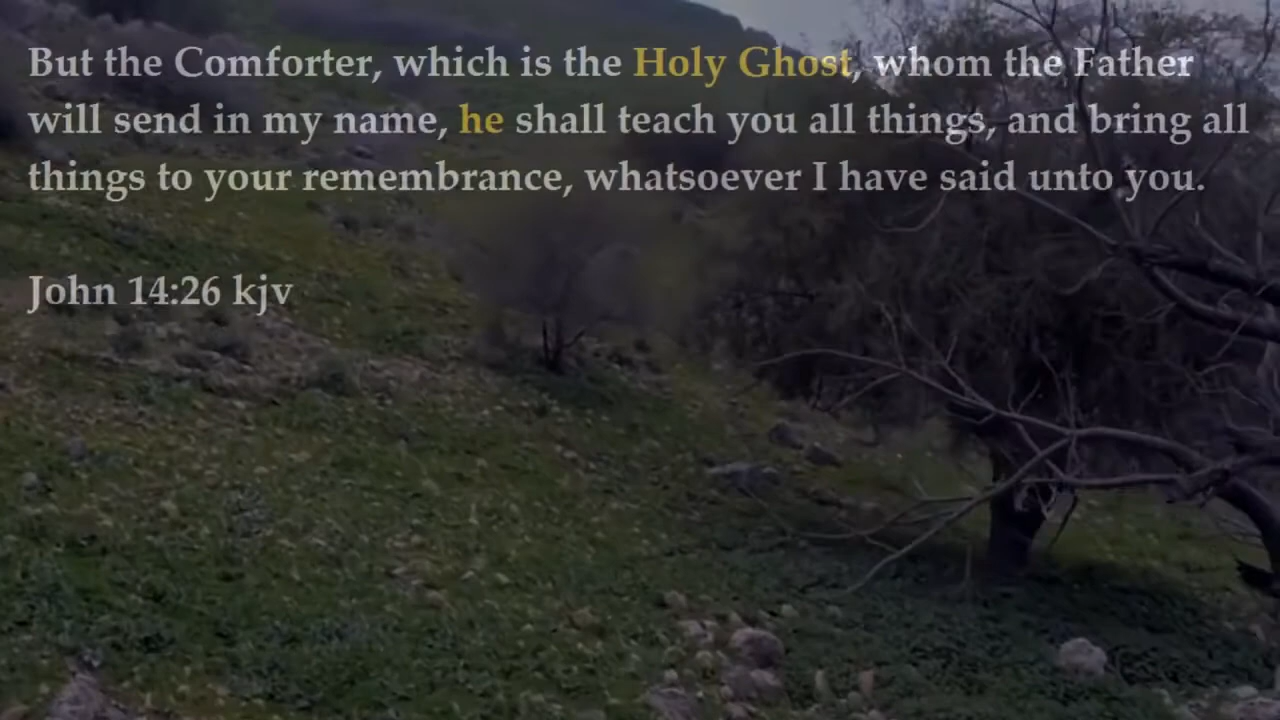 But the Comforter, which is the Holy Ghost, whom the Father
will send in my name, he shall teach you all things, and bring all
things to your remembrance, whatsoever I have said unto you.
John 14:26 kjv